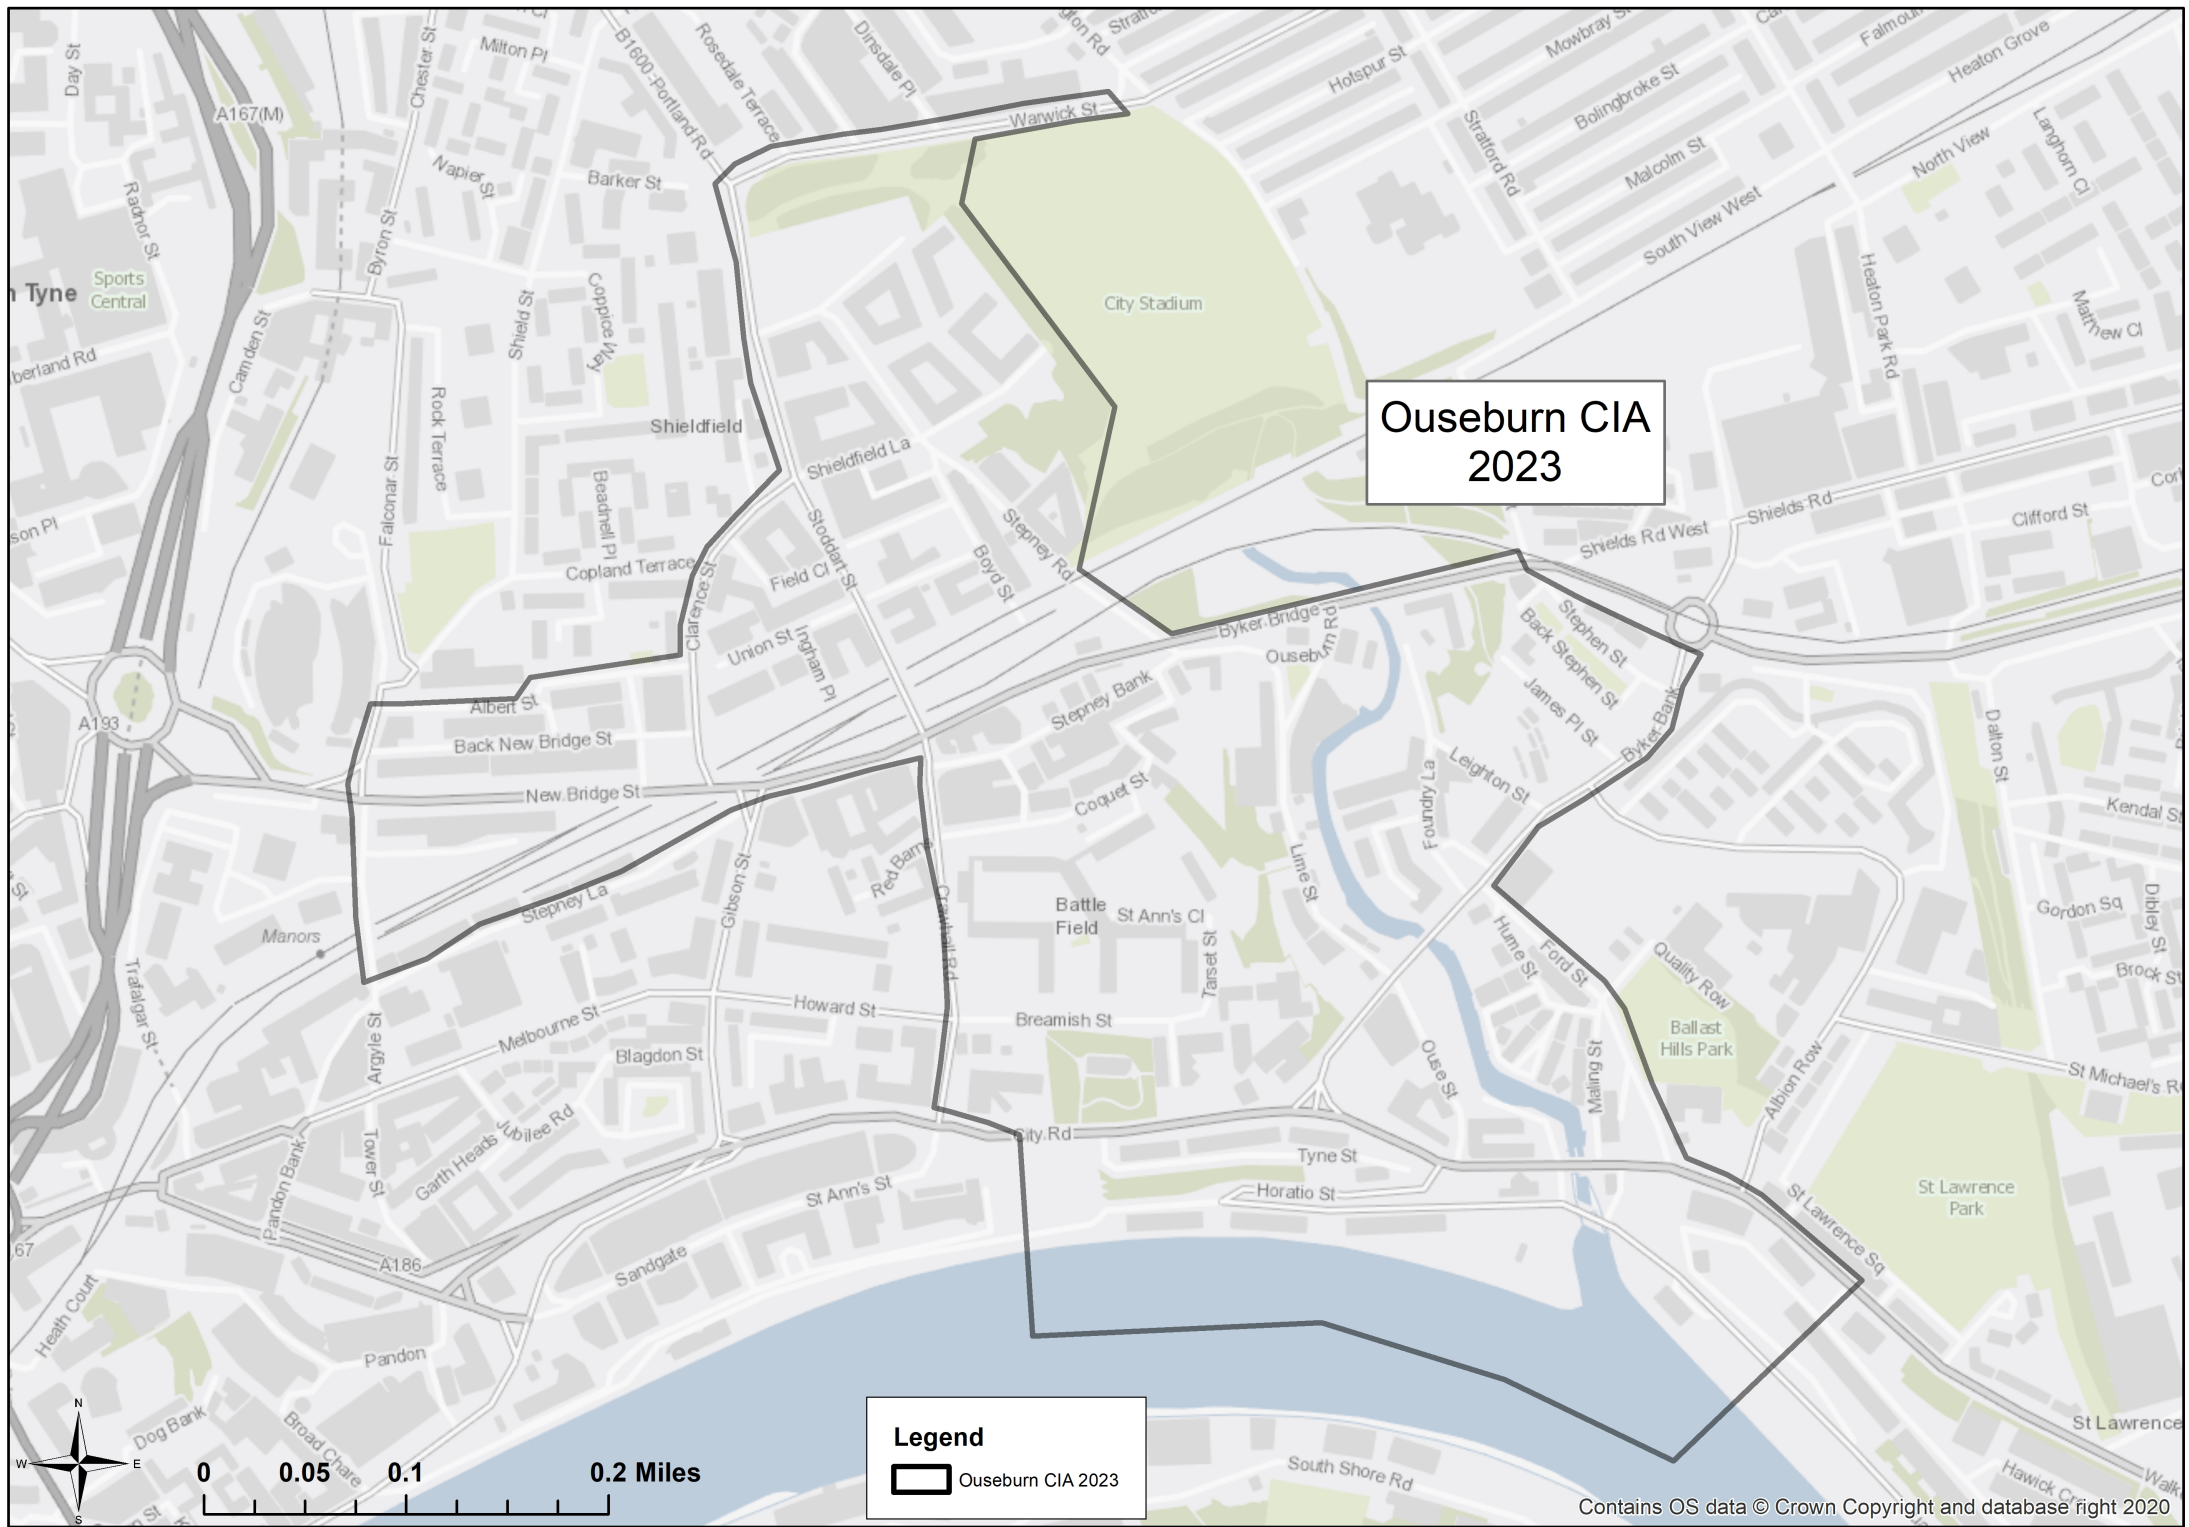 Day St
Milton Pl
Chester St
B1600-Portland Rd
Rosedale Terrace
Dinsdale Pl
Hotspur St
Mowbray St
Heaton Grove
Bolingbroke St
A167(M)
Warwick St
Stratford Rd
Malcolm St
North View
Langhorn Cl
Napier St
Barker St
Radnor St
Byron St
South View West
Sports
Central
Tyne
City Stadium
Heaton Park Rd
Matthew Cl
Camden St
Shield St
Coppice Way
Rock Terrace
Shieldfield
Shieldfield La
Ouseburn CIA
2023
Falconar St
Beadnell Pl
Stoddart St
Stepney Rd
Shields Rd West
Shields Rd
Clifford St
Copland Terrace
Clarence St
Field Cl
Boyd St
Union St
Ingham Pl
Byker Bridge
Ouseburn Rd
Stephen St
Back Stephen St
James Pl St
A193
Albert St
Back New Bridge St
New Bridge St
Stepney Bank
Coquet St
Leighton St
Byker Bank
Foundry La
Dalton St
Kendal St
Manors
Stepney La
Gibson St
Red Barns
Crawhall Rd
Battle
Field
St Ann's Cl
Tarset St
Lime St
Hume St
Ford St
Quality Row
Gordon Sq
Dibley St
Brock St
Trafalgar St
Argyle St
Melbourne St
Howard St
Breamish St
Blagdon St
Ouse St
Maling St
Ballast
Hills Park
Albion Row
St Michael's R
Tower St
Garth Heads
Jubilee Rd
Pandon Bank
City Rd
Tyne St
Horatio St
St Ann's St
Sandgate
A186
St Lawrence Sq
St Lawrence
Park
67
Heath Court
Pandon
Dog Bank
Broad Chare
South Shore Rd
St Lawrence
Walk
N
W
E
S
0
0.05
0.1
0.2 Miles
Legend
Ouseburn CIA 2023
Contains OS data © Crown Copyright and database right 2020